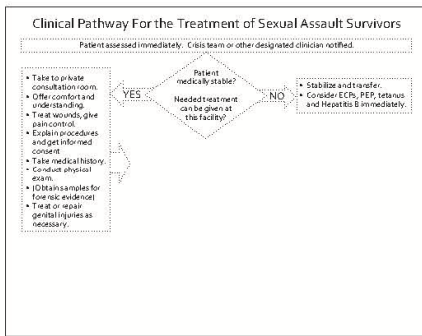 Clinical Pathway For the Treatment of Sexual Assault Survivors
Patient assessed immediately. Crisis team or other designated clinician notified.
Patient
medically stable?
Needed treatment
can be given at
this facility?
YES
NO
• Take to private
consultation room.
• Offer comfort and
understanding.
• Treat wounds, give
pain control.
• Explain procedures
and get informed
consent
• Take medical history.
• Conduct physical
exam.
• (Obtain samples for
forensic evidence)
• Treat or repair
genital injuries as
necessary.
• Stabilize and transfer.
• Consider ECPs, PEP, tetanus
and Hepatitis B immediately.